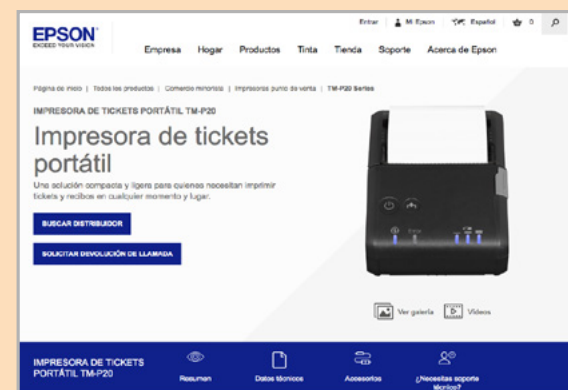 Entrar Mi Epson Español 0
EPSON
EXCEED YOUR VISION
Empresa Hogar Productos Tinta Tienda Soporte Acerca de Epson
Página de inicio | Todos los productos | Comercio minorista | Impresoras punto de venta | TM-P20 Series
IMPRESORA DE TICKETS PORTÁTIL TM-P20
Impresora de tickets
portátil
Una solución compacta y ligera para quienes necesitan imprimir
tickets y recibos en cualquier momento y lugar.
BUSCAR DISTRIBUIDOR
SOLICITAR DEVOLUCIÓN DE LLAMADA
Ver galería Vídeos
IMPRESORA DE TICKETS
PORTÁTIL TM-P20
Resumen Datos técnicos Accesorios ¿Necesitas soporte
técnico?